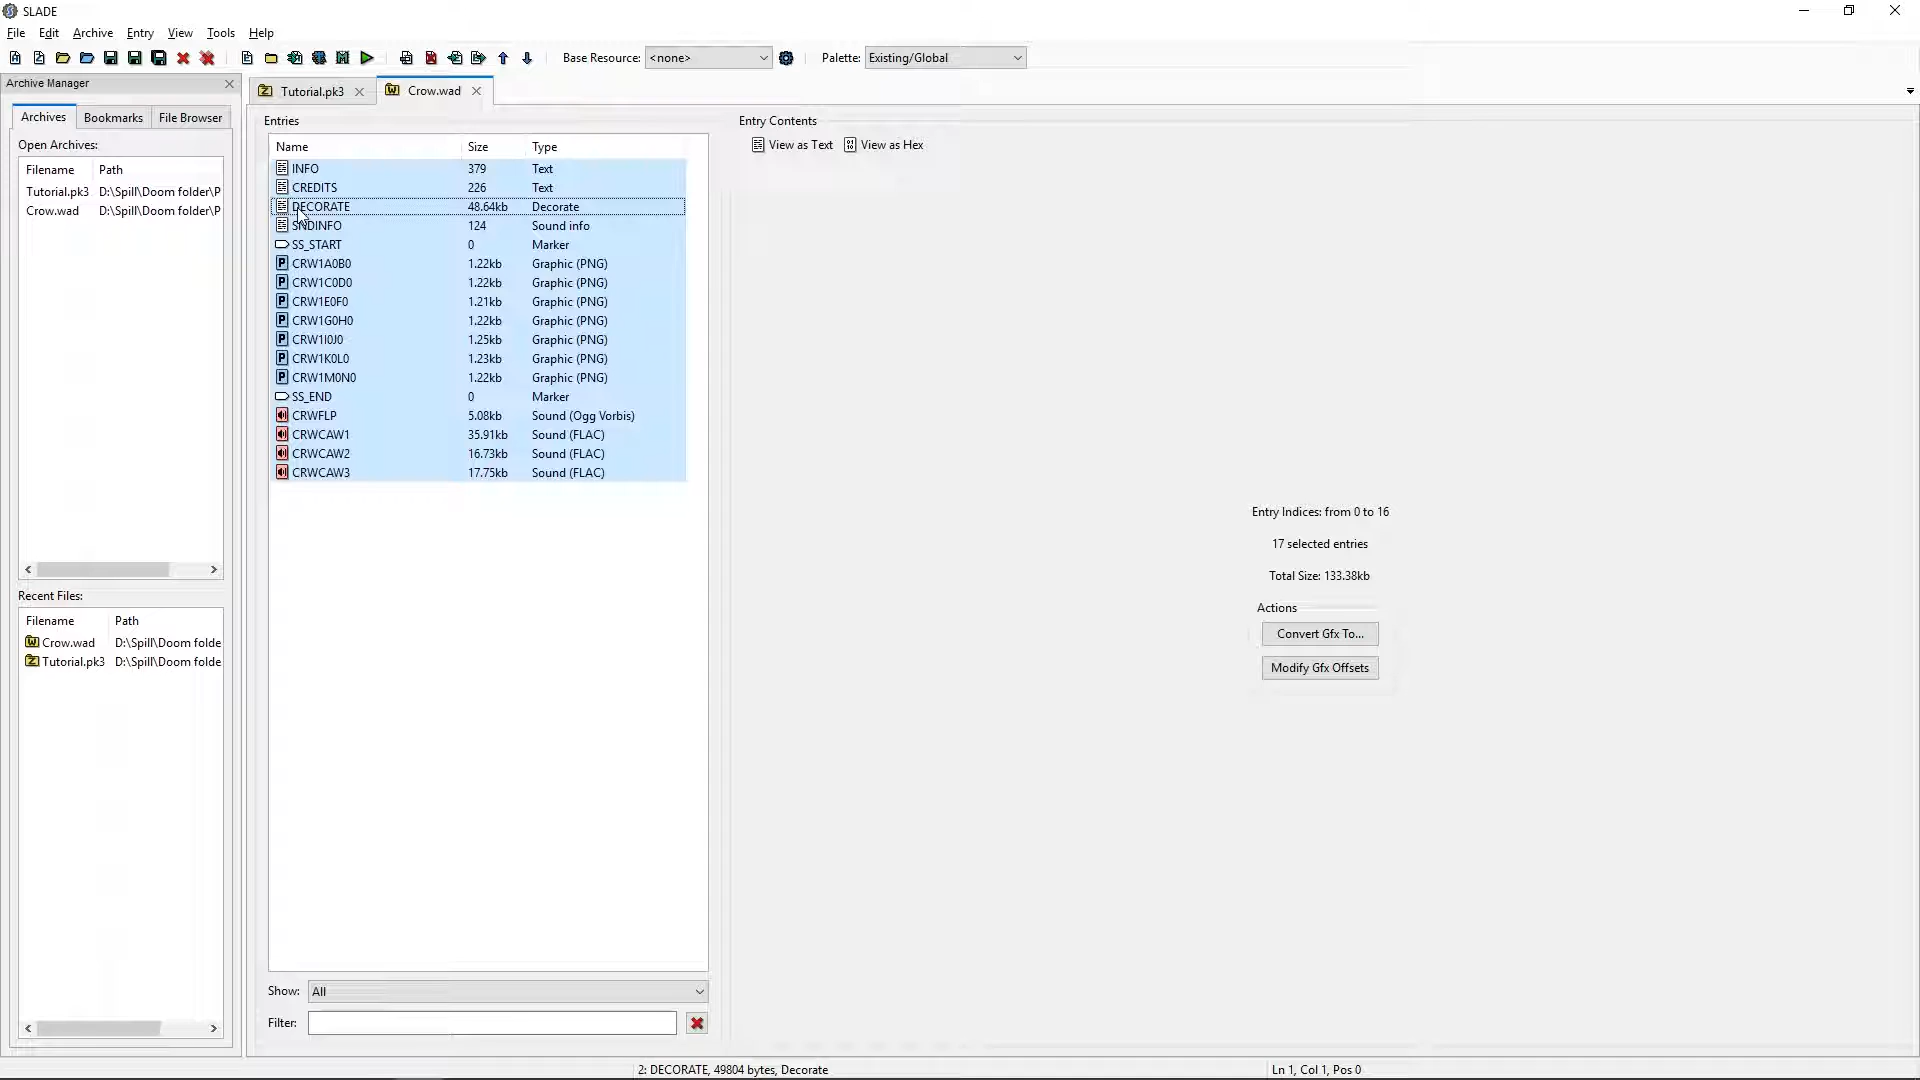 SLADE
File Edit Archive Entry View Tools Help
Base Resource: <none> Palette: Existing/Global
Archive Manager
Tutorial.pk3 Crow.wad
Archives Bookmarks File Browser
Open Archives:
Filename Path
Tutorial.pk3 D:\Spill\Doom folder\P
Crow.wad D:\Spill\Doom folder\P
Recent Files:
Filename Path
Crow.wad D:\Spill\Doom folde
Tutorial.pk3 D:\Spill\Doom folde
Entries
Name Size Type
INFO 379 Text
CREDITS 226 Text
DECORATE 48.64kb Decorate
SNDINFO 124 Sound info
SS_START 0 Marker
CRW1A0B0 1.22kb Graphic (PNG)
CRW1C0D0 1.22kb Graphic (PNG)
CRW1E0F0 1.21kb Graphic (PNG)
CRW1G0H0 1.22kb Graphic (PNG)
CRW1I0J0 1.25kb Graphic (PNG)
CRW1K0L0 1.23kb Graphic (PNG)
CRW1M0N0 1.22kb Graphic (PNG)
SS_END 0 Marker
CRWFLP 5.08kb Sound (Ogg Vorbis)
CRWCAW1 35.91kb Sound (FLAC)
CRWCAW2 16.73kb Sound (FLAC)
CRWCAW3 17.75kb Sound (FLAC)
Show: All
Filter:
Entry Contents
View as Text View as Hex
Entry Indices: from 0 to 16
17 selected entries
Total Size: 133.38kb
Actions
Convert Gfx To...
Modify Gfx Offsets
2: DECORATE, 49804 bytes, Decorate
Ln 1, Col 1, Pos 0